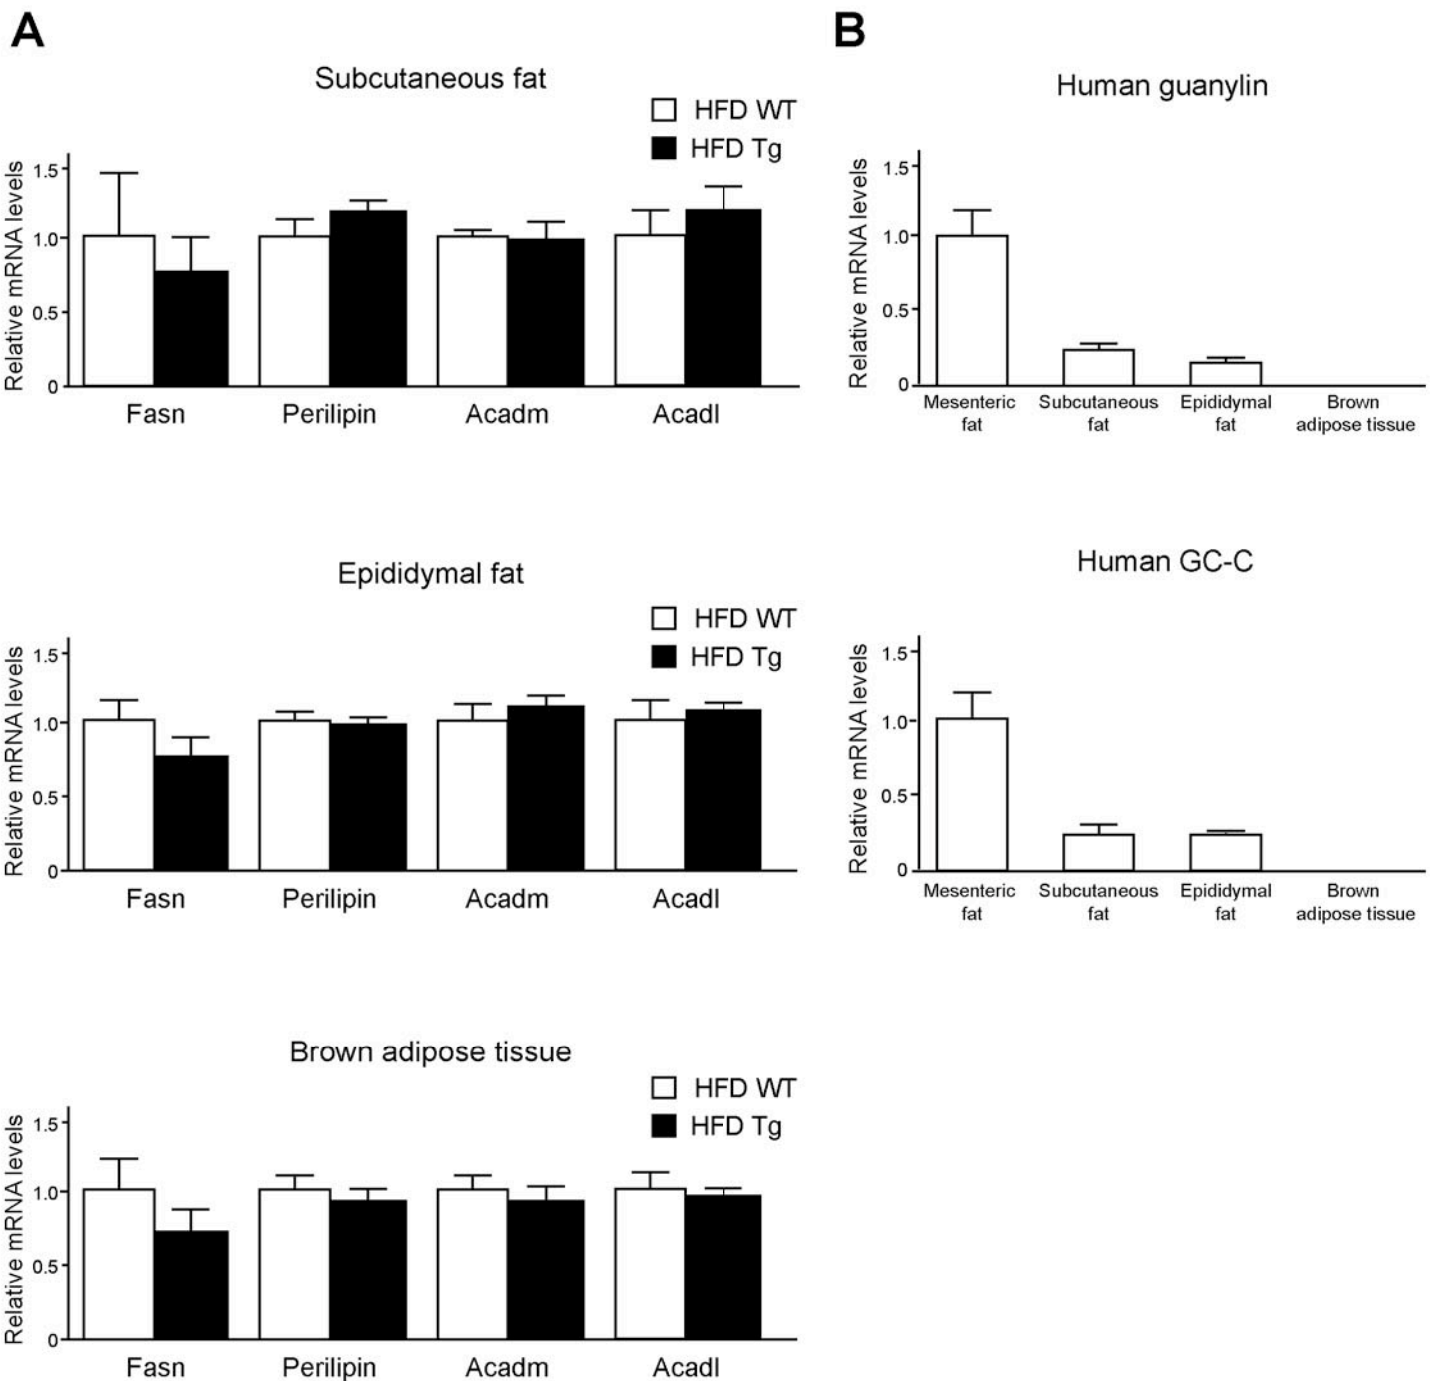 A
Subcutaneous fat
HFD WT
HFD Tg
Relative mRNA levels
1.5
1.0
0.5
0
Fasn Perilipin Acadm Acadl
Epididymal fat
HFD WT
HFD Tg
Relative mRNA levels
1.5
1.0
0.5
0
Fasn Perilipin Acadm Acadl
Brown adipose tissue
HFD WT
HFD Tg
Relative mRNA levels
1.5
1.0
0.5
0
Fasn Perilipin Acadm Acadl
B
Human guanylin
Relative mRNA levels
1.5
1.0
0.5
0
Mesenteric Subcutaneous Epididymal Brown
fat fat fat adipose tissue
Human GC-C
Relative mRNA levels
1.5
1.0
0.5
0
Mesenteric Subcutaneous Epididymal Brown
fat fat fat adipose tissue